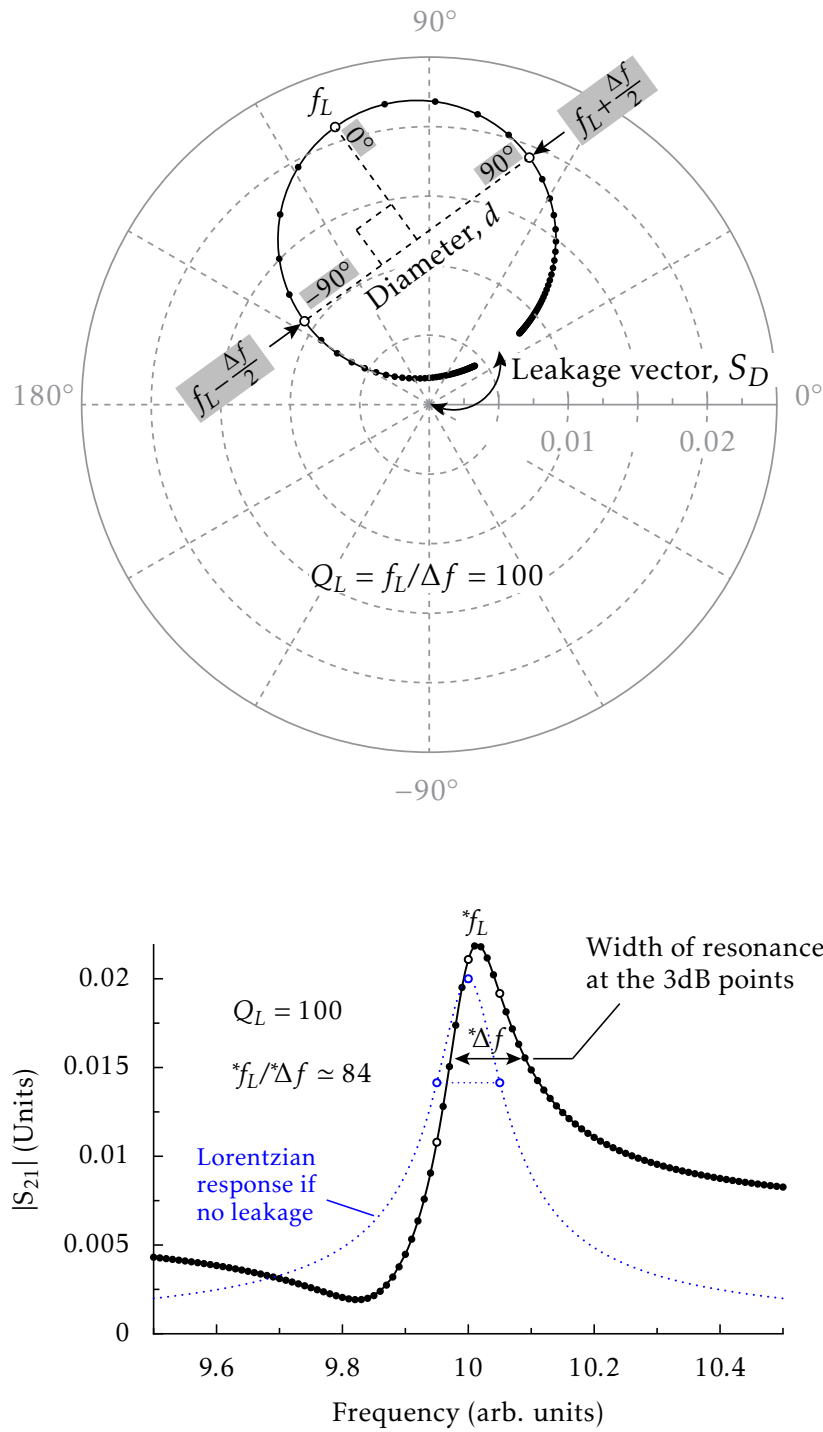 90°
f_L
0°
f_L+Δf/2
90°
Diameter, d
−90°
f_L−Δf/2
Leakage vector, S_D
180°
0°
0.01
0.02
Q_L = f_L/Δf = 100
−90°
*f_L
Width of resonance
at the 3dB points
0.02
Q_L = 100
*Δf
*f_L/*Δf ≃ 84
0.015
|S_21| (Units)
0.01
Lorentzian
response if
no leakage
0.005
0
9.6
9.8
10
10.2
10.4
Frequency (arb. units)